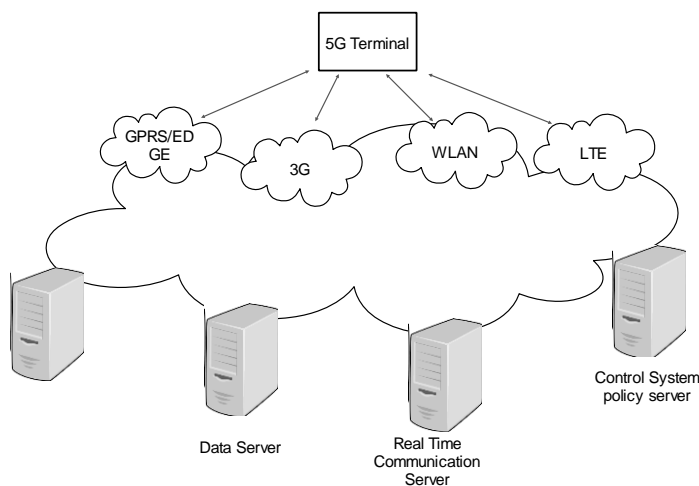 5G Terminal
GPRS/ED
GE
3G
WLAN
LTE
Control System
policy server
Data Server
Real Time
Communication
Server